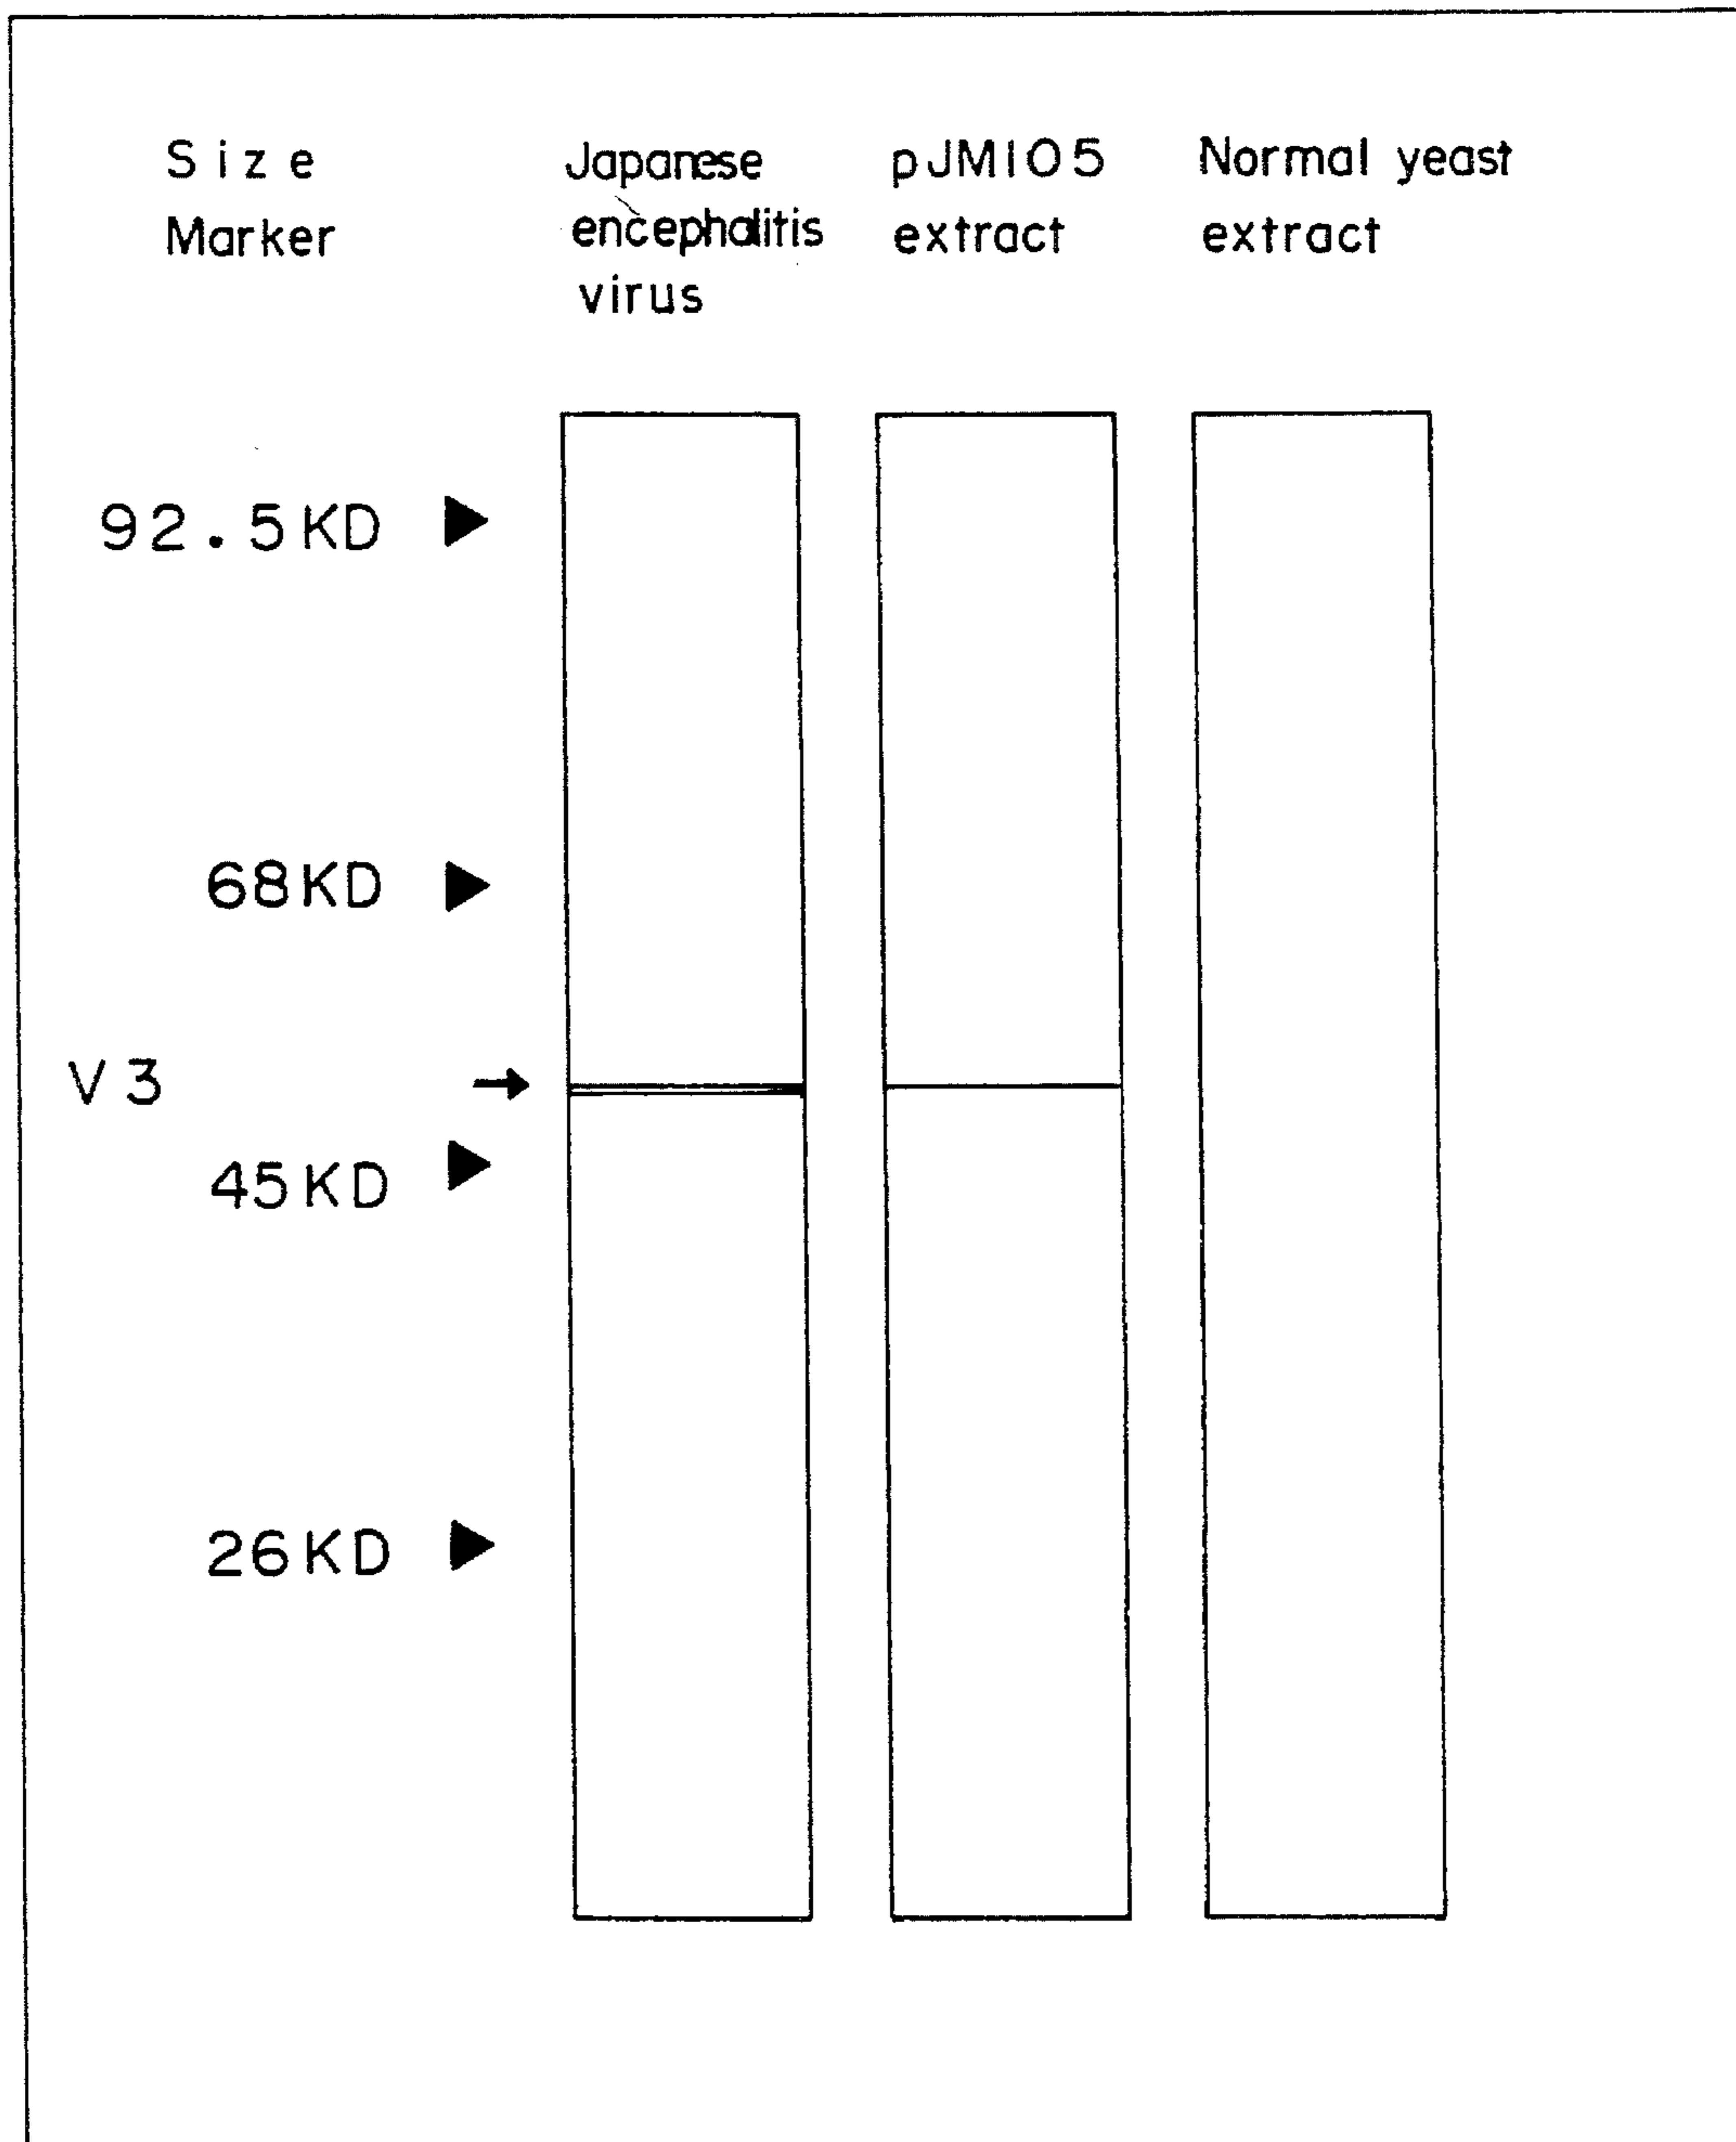 Size
Marker
Japanese
encephalitis
virus
pJM105
extract
Normal yeast
extract
92.5KD
68KD
V3
45KD
26KD